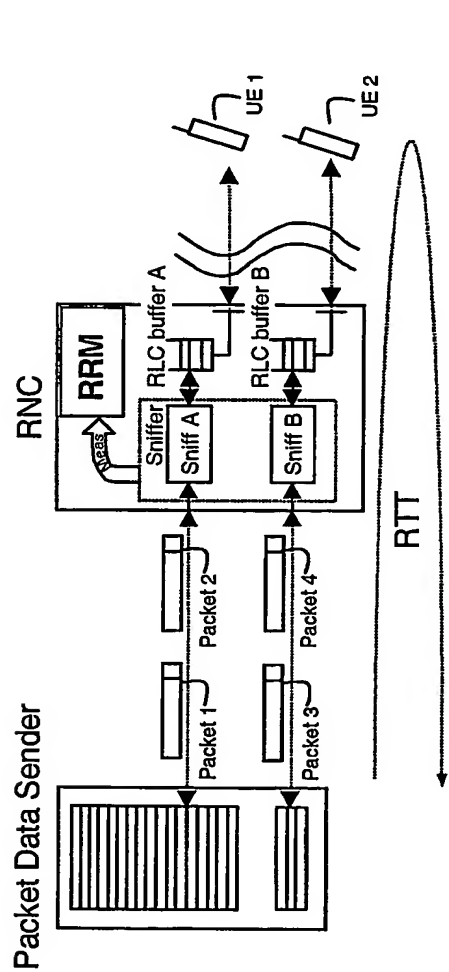 Packet Data Sender
Packet 1
Packet 2
Packet 3
Packet 4
RNC
RRM
Meas
Sniffer
Sniff A
Sniff B
RLC buffer A
RLC buffer B
UE 1
UE 2
RTT